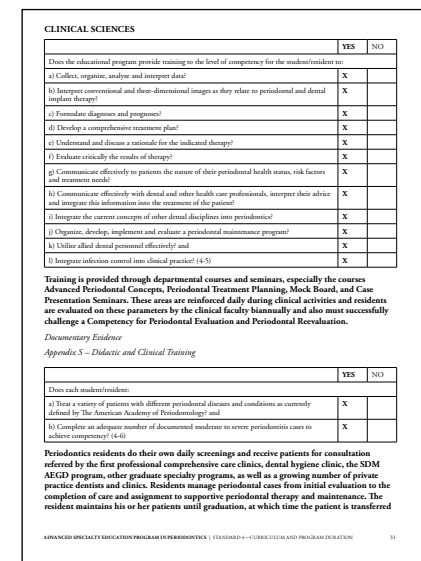 CLINICAL SCIENCES
YES NO
Does the educational program provide training to the level of competency for the student/resident to:
a) Collect, organize, analyze and interpret data? X
b) Interpret conventional and three-dimensional images as they relate to periodontal and dental X
implant therapy?
c) Formulate diagnoses and prognoses? X
d) Develop a comprehensive treatment plan? X
e) Understand and discuss a rationale for the indicated therapy? X
f) Evaluate critically the results of therapy? X
g) Communicate effectively to patients the nature of their periodontal health status, risk factors X
and treatment needs?
h) Communicate effectively with dental and other health care professionals, interpret their advice X
and integrate this information into the treatment of the patient?
i) Integrate the current concepts of other dental disciplines into periodontics? X
j) Organize, develop, implement and evaluate a periodontal maintenance program? X
k) Utilize allied dental personnel effectively? and X
l) Integrate infection control into clinical practice? (4-5) X
Training is provided through departmental courses and seminars, especially the courses
Advanced Periodontal Concepts, Periodontal Treatment Planning, Mock Board, and Case
Presentation Seminars. These areas are reinforced daily during clinical activities and residents
are evaluated on these parameters by the clinical faculty biannually and also must successfully
challenge a Competency for Periodontal Evaluation and Periodontal Reevaluation.
Documentary Evidence
Appendix S – Didactic and Clinical Training
YES NO
Does each student/resident:
a) Treat a variety of patients with different periodontal diseases and conditions as currently X
defined by The American Academy of Periodontology? and
b) Complete an adequate number of documented moderate to severe periodontitis cases to X
achieve competency? (4-6)
Periodontics residents do their own daily screenings and receive patients for consultation
referred by the first professional comprehensive care clinics, dental hygiene clinic, the SDM
AEGD program, other graduate specialty programs, as well as a growing number of private
practice dentists and clinics. Residents manage periodontal cases from initial evaluation to the
completion of care and assignment to supportive periodontal therapy and maintenance. The
resident maintains his or her patients until graduation, at which time the patient is transferred
ADVANCED SPECIALTY EDUCATION PROGRAM IN PERIODONTICS | STANDARD 4—CURRICULUM AND PROGRAM DURATION 33